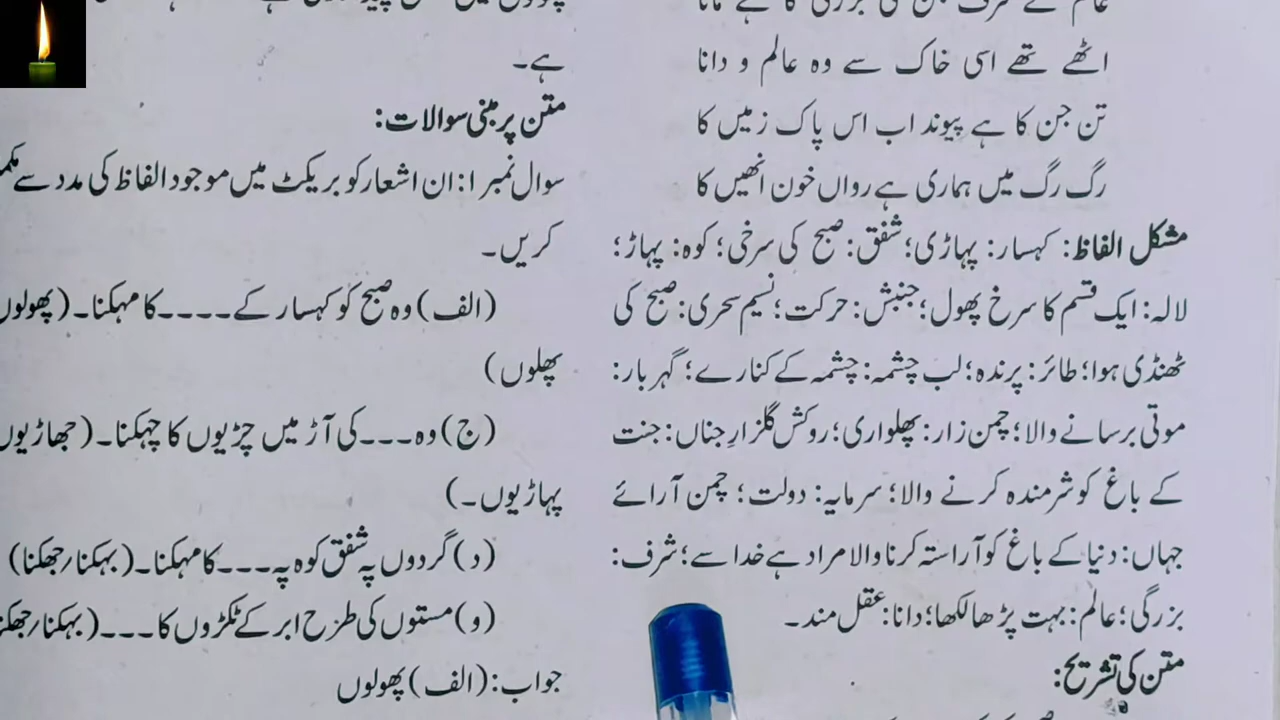 اٹھے تھے اسی خاک سے وہ عالم و دانا
تن جن کا ہے پیوند اب اس پاک زمیں کا
رگ رگ میں ہماری ہے رواں خون انھیں کا
مشکل الفاظ: کہسار: پہاڑی؛ شفق: صبح کی سرخی؛ کوہ: پہاڑ؛
لالہ: ایک قسم کا سرخ پھول؛ جنبش: حرکت؛ نسیم سحری: صبح کی
ٹھنڈی ہوا؛ طائر: پرندہ؛ لب چشمہ: چشمہ کے کنارے؛ گہر بار:
موتی برسانے والا؛ چمن زار: پھلواری؛ روکش گلزارِ جناں: جنت
کے باغ کو شرمندہ کرنے والا؛ سرمایہ: دولت؛ چمن آرائے
جہاں: دنیا کے باغ کو آراستہ کرنا والا مراد ہے خدا سے؛ شرف:
بزرگی؛ عالم: بہت پڑھا لکھا؛ دانا: عقل مند۔
متن کی تشریح:
ہے۔
متن پر مبنی سوالات:
سوال نمبر ۱: ان اشعار کو بریکٹ میں موجود الفاظ کی مدد سے
کریں۔
(الف) وہ صبح کو کہسار کے ۔۔۔۔ کا مہکنا۔ (پھولوں
پھلوں)
(ج) وہ ۔۔۔ کی آڑ میں چڑیوں کا چہکنا۔ (جھاڑیوں
پہاڑیوں۔)
(د) گردوں پہ شفق کوہ پہ ۔۔۔ کا مہکنا۔ (بہکنا/جھکنا)
(و) مستوں کی طرح ابر کے ٹکڑوں کا ۔۔۔ (بہکنا/جھکنا
جواب: (الف) پھولوں